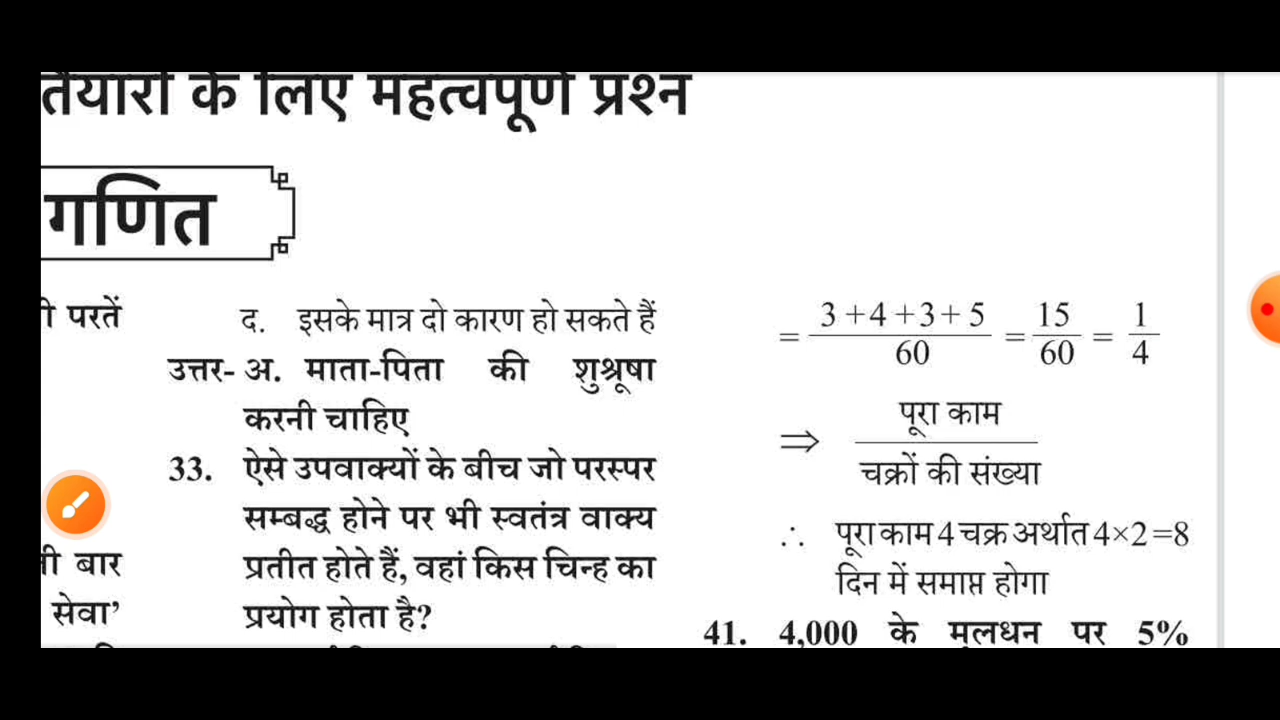 तैयारी के लिए महत्वपूर्ण प्रश्न
गणित
परतें
बार
सेवा’
द. इसके मात्र दो कारण हो सकते हैं
उत्तर- अ. माता-पिता की शुश्रूषा
करनी चाहिए
33. ऐसे उपवाक्यों के बीच जो परस्पर
सम्बद्ध होने पर भी स्वतंत्र वाक्य
प्रतीत होते हैं, वहां किस चिन्ह का
प्रयोग होता है?
= 3+4+3+5/60 = 15/60 = 1/4
⇒ पूरा काम/चक्रों की संख्या
∴ पूरा काम 4 चक्र अर्थात 4×2=8
दिन में समाप्त होगा
41. 4,000 के मूलधन पर 5%